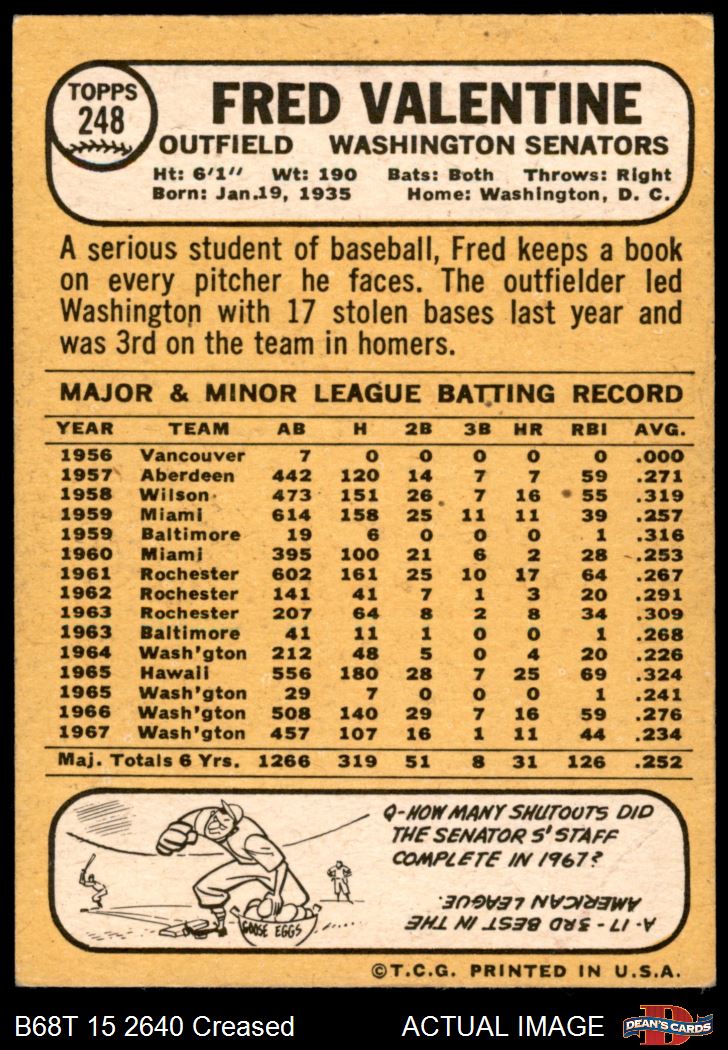 TOPPS
248
FRED VALENTINE
OUTFIELD WASHINGTON SENATORS
Ht: 6'1" Wt: 190 Bats: Both Throws: Right
Born: Jan.19, 1935 Home: Washington, D. C.
A serious student of baseball, Fred keeps a book
on every pitcher he faces. The outfielder led
Washington with 17 stolen bases last year and
was 3rd on the team in homers.
MAJOR & MINOR LEAGUE BATTING RECORD
YEAR TEAM AB H 2B 3B HR RBI AVG.
1956 Vancouver 7 0 0 0 0 0 .000
1957 Aberdeen 442 120 14 7 7 59 .271
1958 Wilson 473 151 26 7 16 55 .319
1959 Miami 614 158 25 11 11 39 .257
1959 Baltimore 19 6 0 0 0 1 .316
1960 Miami 395 100 21 6 2 28 .253
1961 Rochester 602 161 25 10 17 64 .267
1962 Rochester 141 41 7 1 3 20 .291
1963 Rochester 207 64 8 2 8 34 .309
1963 Baltimore 41 11 1 0 0 1 .268
1964 Wash'gton 212 48 5 0 4 20 .226
1965 Hawaii 556 180 28 7 25 69 .324
1965 Wash'gton 29 7 0 0 0 1 .241
1966 Wash'gton 508 140 29 7 16 59 .276
1967 Wash'gton 457 107 16 1 11 44 .234
Maj. Totals 6 Yrs. 1266 319 51 8 31 126 .252
Q-HOW MANY SHUTOUTS DID
THE SENATORS' STAFF
COMPLETE IN 1967?
A-17 - 3RD BEST IN THE
AMERICAN LEAGUE.
GOOSE EGGS
©T.C.G. PRINTED IN U.S.A.
B68T 15 2640 Creased ACTUAL IMAGE
D
DEAN'S CARDS